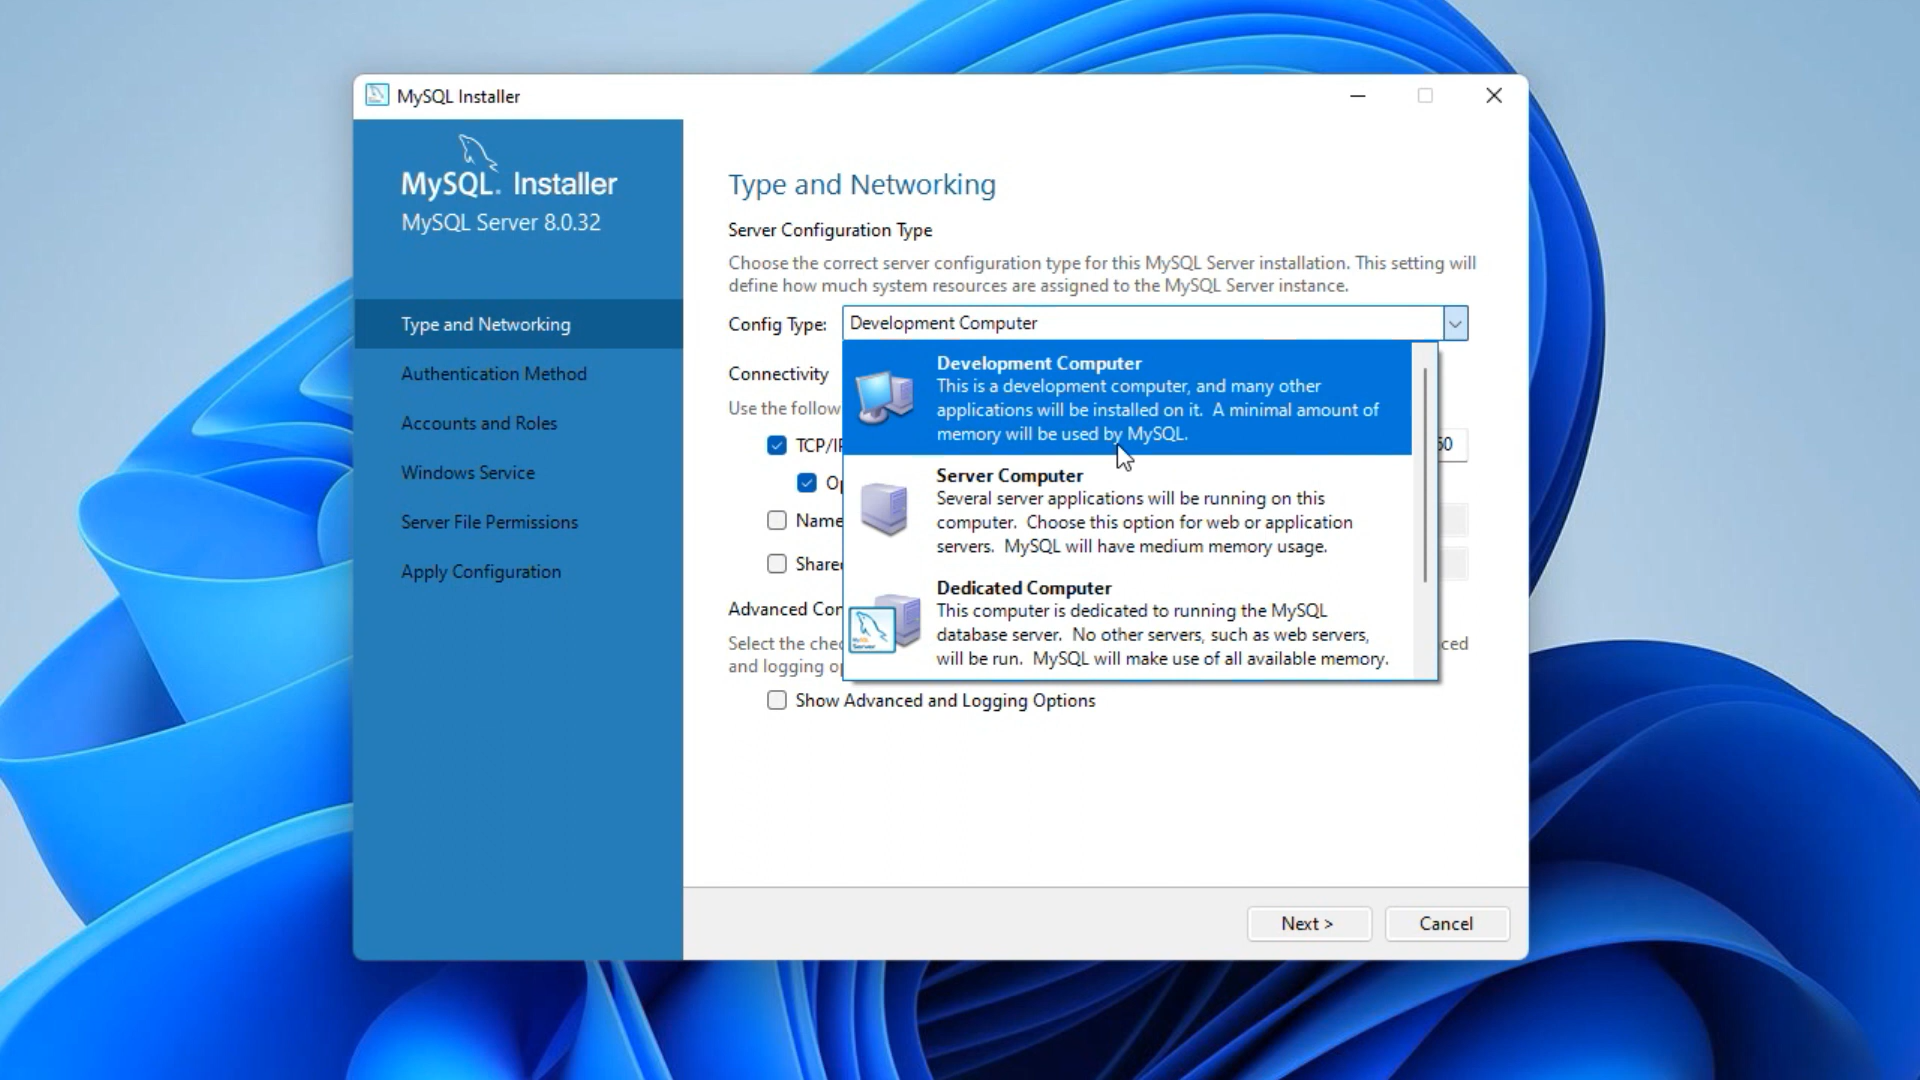 MySQL Installer
MySQL Installer
MySQL Server 8.0.32
Type and Networking
Authentication Method
Accounts and Roles
Windows Service
Server File Permissions
Apply Configuration
Type and Networking
Server Configuration Type
Choose the correct server configuration type for this MySQL Server installation. This setting will
define how much system resources are assigned to the MySQL Server instance.
Config Type: Development Computer
Development Computer
This is a development computer, and many other
applications will be installed on it. A minimal amount of
memory will be used by MySQL.
Server Computer
Several server applications will be running on this
computer. Choose this option for web or application
servers. MySQL will have medium memory usage.
Dedicated Computer
This computer is dedicated to running the MySQL
database server. No other servers, such as web servers,
will be run. MySQL will make use of all available memory.
Connectivity
Use the follow
TCP/I
60
Op
Name
Share
Advanced Con
Select the che
ced
and logging o
Show Advanced and Logging Options
Next >
Cancel